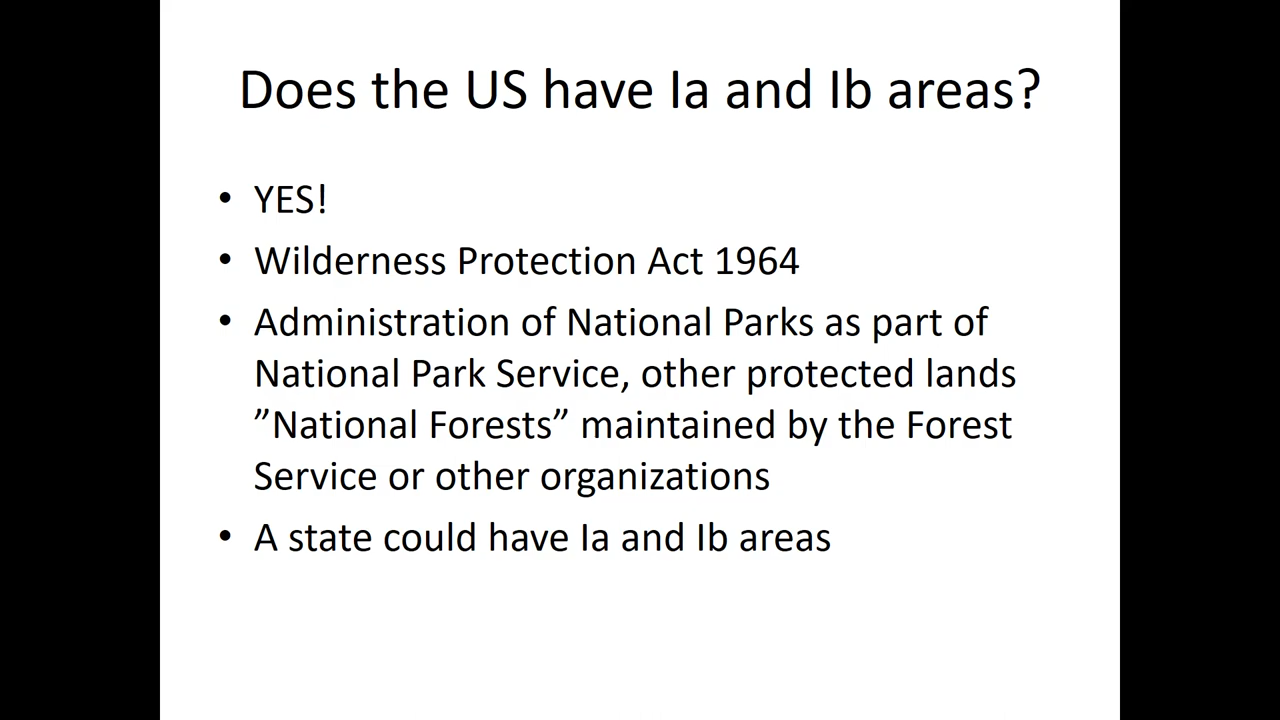 Does the US have Ia and Ib areas?
• YES!
• Wilderness Protection Act 1964
• Administration of National Parks as part of
National Park Service, other protected lands
”National Forests” maintained by the Forest
Service or other organizations
• A state could have Ia and Ib areas